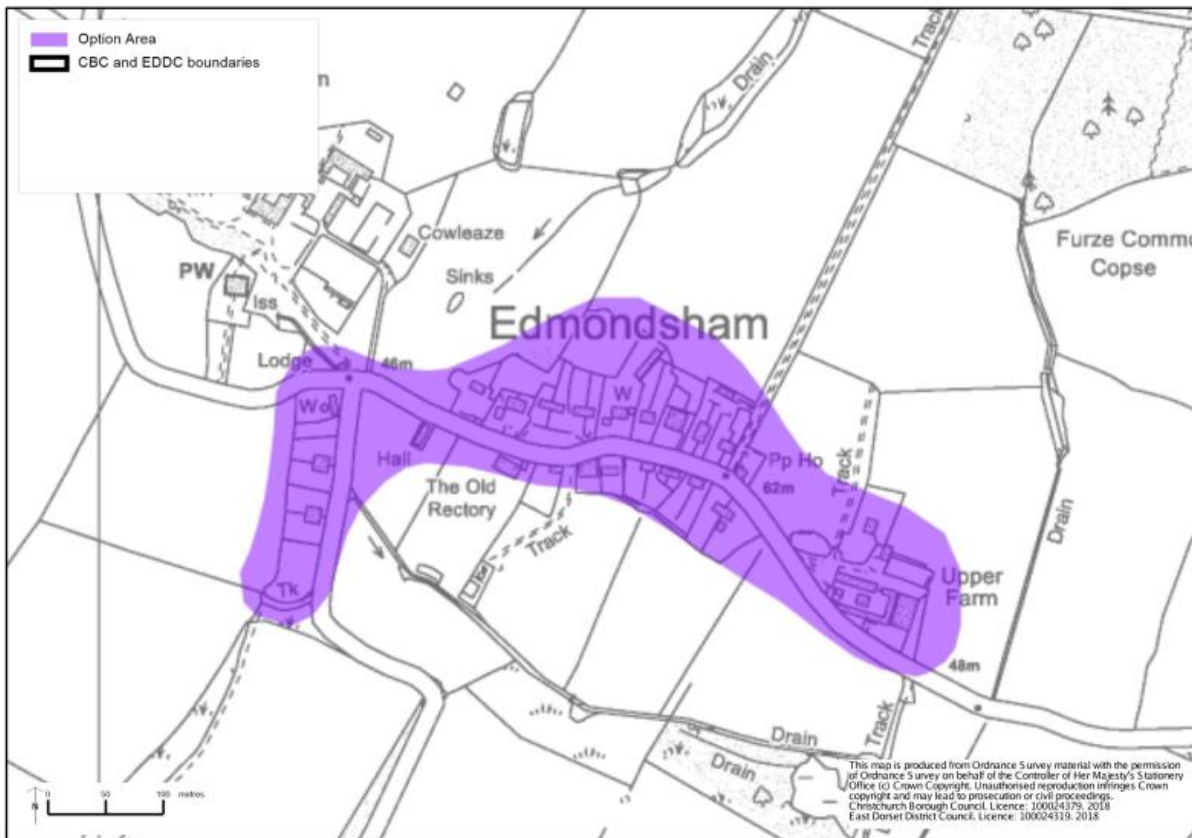 Option Area
CBC and EDDC boundaries
Track
Drain
Cowleaze
Sinks
PW
Iss
Furze Comm
Copse
Edmondsham
Lodge
46m
W
Hall
The Old
Rectory
Track
W
Pp Ho
62m
Track
Drain
Upper
Farm
Tk
48m
Drain
Drain
Track
N
0 50 100 metres
This map is produced from Ordnance Survey material with the permission
of Ordnance Survey on behalf of the Controller of Her Majesty's Stationery
Office (c) Crown Copyright. Unauthorised reproduction infringes Crown
copyright and may lead to prosecution or civil proceedings.
Christchurch Borough Council. Licence: 100024379. 2018
East Dorset District Council. Licence: 100024319. 2018